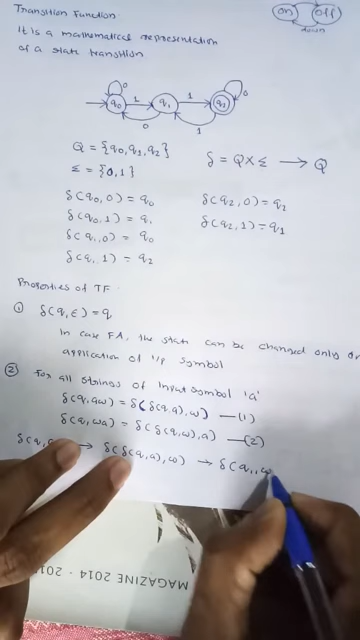 Transition Function
on off
down
It is a mathematical representation
of a state transition
0 0
q0 1 q1 1 q2
0 1
Q = {q0, q1, q2}
δ = Q × Σ → Q
Σ = {0, 1}
δ(q0, 0) = q0 δ(q2, 0) = q2
δ(q0, 1) = q1 δ(q2, 1) = q1
δ(q1, 0) = q0
δ(q1, 1) = q2
Properties of TF
① δ(q, ε) = q
In case FA, the state can be changed only
application of i/p symbol
② For all strings of input symbol 'a'
δ(q, aw) = δ(δ(q, a), w) —(1)
δ(q, wa) = δ(δ(q, w), a) —(2)
δ(q, → δ(δ(q, a), w) → δ(q1, w
MAGAZINE 2014 - 20